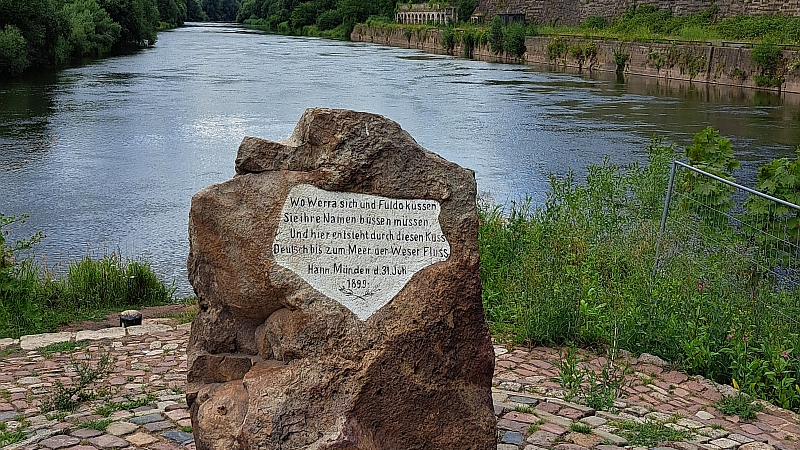 Wo Werra sich und Fulda küssen
Sie ihre Namen büssen müssen,
Und hier entsteht durch diesen Kuss
Deutsch bis zum Meer der Weser Fluss.
Hann. Münden d. 31. Juli
1899.